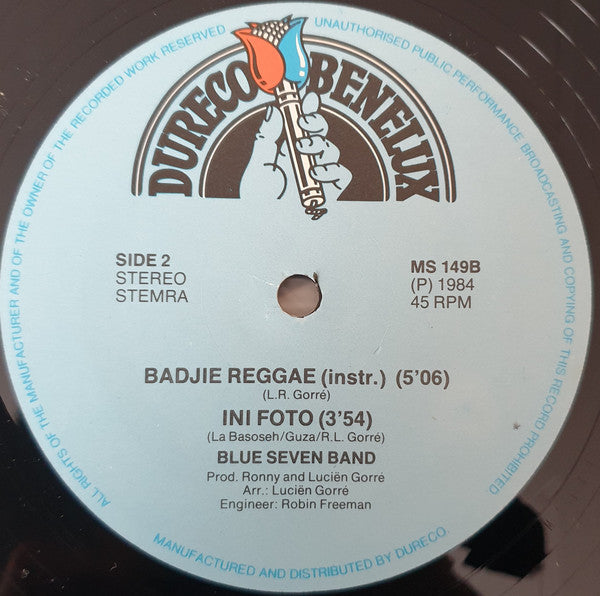 ALL RIGHTS OF THE MANUFACTURER AND OF THE OWNER OF THE RECORDED WORK RESERVED
UNAUTHORISED PUBLIC PERFORMANCE BROADCASTING AND COPYING OF THIS RECORD PROHIBITED.
DURECO BENELUX
SIDE 2
STEREO
STEMRA
MS 149B
(P) 1984
45 RPM
BADJIE REGGAE (instr.) (5'06)
(L.R. Gorré)
INI FOTO (3'54)
(La Basoseh/Guza/R.L. Gorré)
BLUE SEVEN BAND
Prod. Ronny and Luciën Gorré
Arr.: Luciën Gorré
Engineer: Robin Freeman
MANUFACTURED AND DISTRIBUTED BY DURECO.